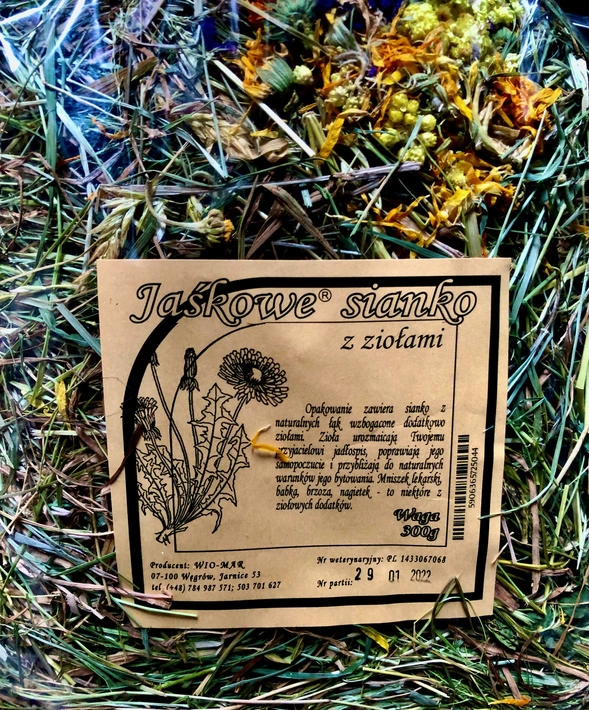 Jaśkowe® sianko
z ziołami
Opakowanie zawiera sianko z
naturalnych łąk wzbogacone dodatkowo
ziołami. Zioła urozmaicają Twojemu
przyjacielowi jadłospis, poprawiają jego
samopoczucie i przybliżają do naturalnych
warunków jego bytowania. Mniszek lekarski,
babka, brzoza, nagietek - to niektóre z
ziołowych dodatków.
Waga
300g
5906365725044
Producent: WIO-MAR
07-100 Węgrów, Jarnice 53
tel. (+48) 784 987 571; 503 701 627
Nr weterynaryjny: PL 1433067068
Nr partii: 29 01 2022